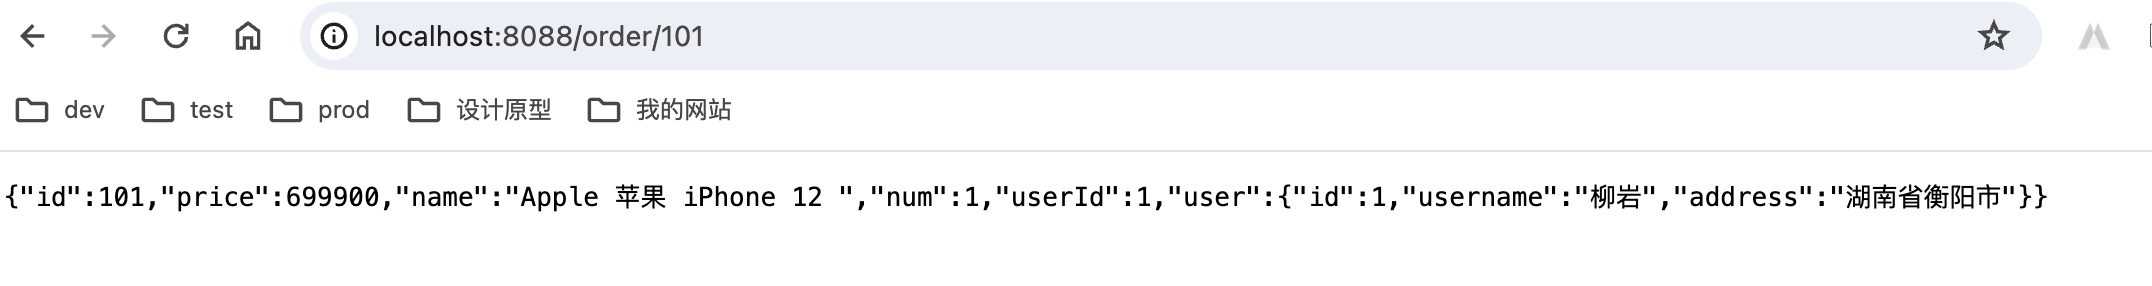 localhost:8088/order/101
dev test prod 设计原型 我的网站
{"id":101,"price":699900,"name":"Apple 苹果 iPhone 12 ","num":1,"userId":1,"user":{"id":1,"username":"柳岩","address":"湖南省衡阳市"}}